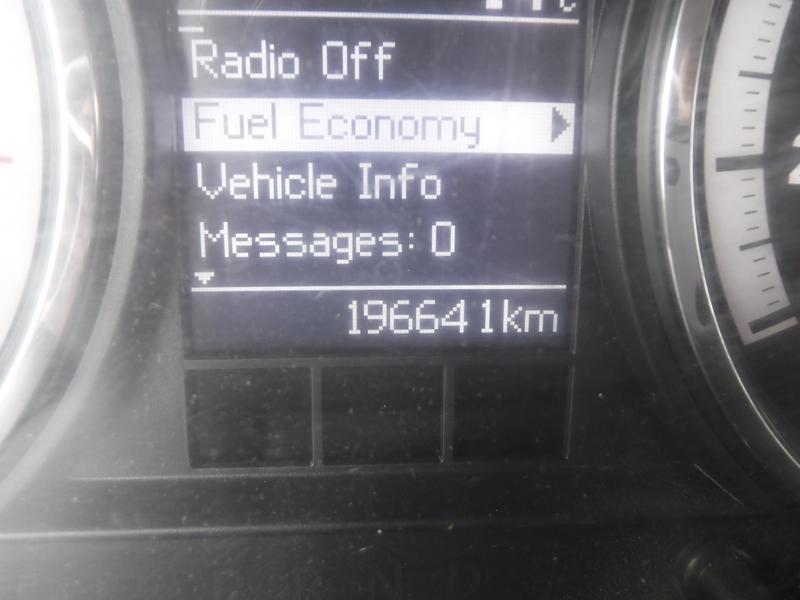 Radio Off
Fuel Economy
Vehicle Info
Messages: 0
196641km
P R N D